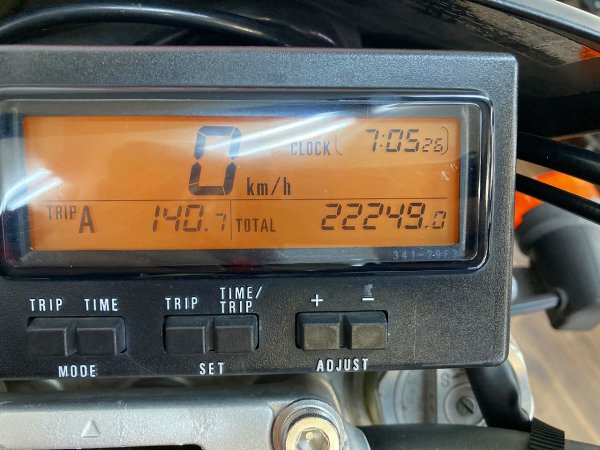 CLOCK 7:05 26
0 km/h
TRIP A 140.7 TOTAL 22249.0
TRIP TIME TRIP TIME/TRIP + −
MODE SET ADJUST